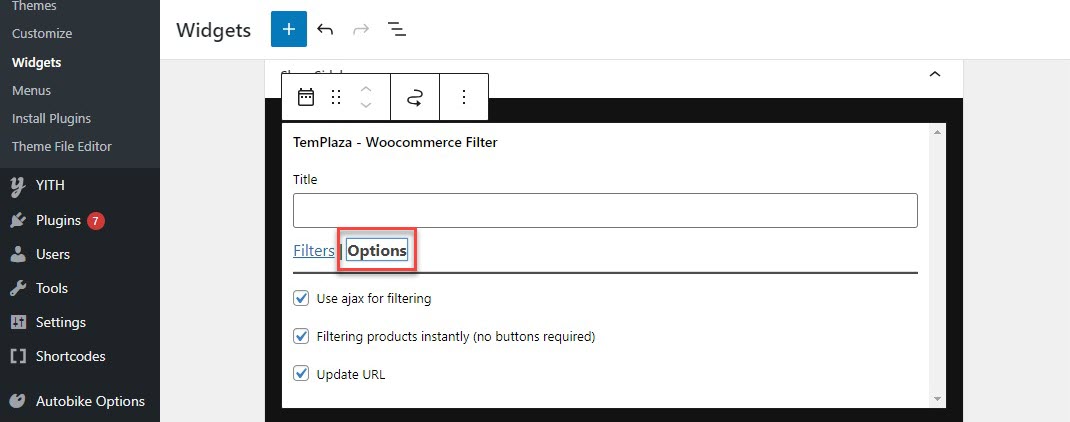 Themes
Customize
Widgets
Menus
Install Plugins
Theme File Editor
YITH
Plugins 7
Users
Tools
Settings
Shortcodes
Autobike Options
Widgets
TemPlaza - Woocommerce Filter
Title
Filters | Options
Use ajax for filtering
Filtering products instantly (no buttons required)
Update URL